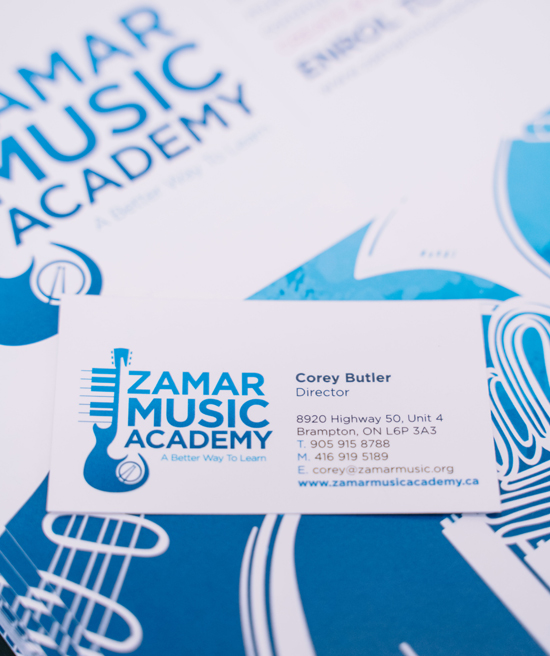 ZAMAR
MUSIC
ACADEMY
A Better Way To Learn
ENROL
ZAMAR
MUSIC
ACADEMY
A Better Way To Learn
Corey Butler
Director
8920 Highway 50, Unit 4
Brampton, ON L6P 3A3
T. 905 915 8788
M. 416 919 5189
E. corey@zamarmusic.org
www.zamarmusicacademy.ca